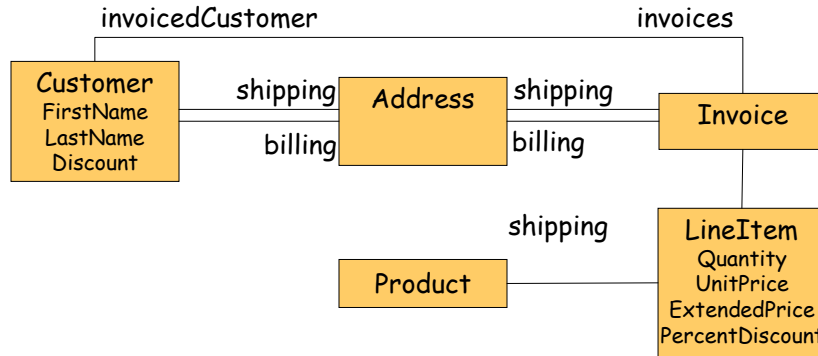 invoicedCustomer
invoices
Customer
FirstName
LastName
Discount
shipping
billing
Address
shipping
billing
Invoice
shipping
Product
LineItem
Quantity
UnitPrice
ExtendedPrice
PercentDiscount